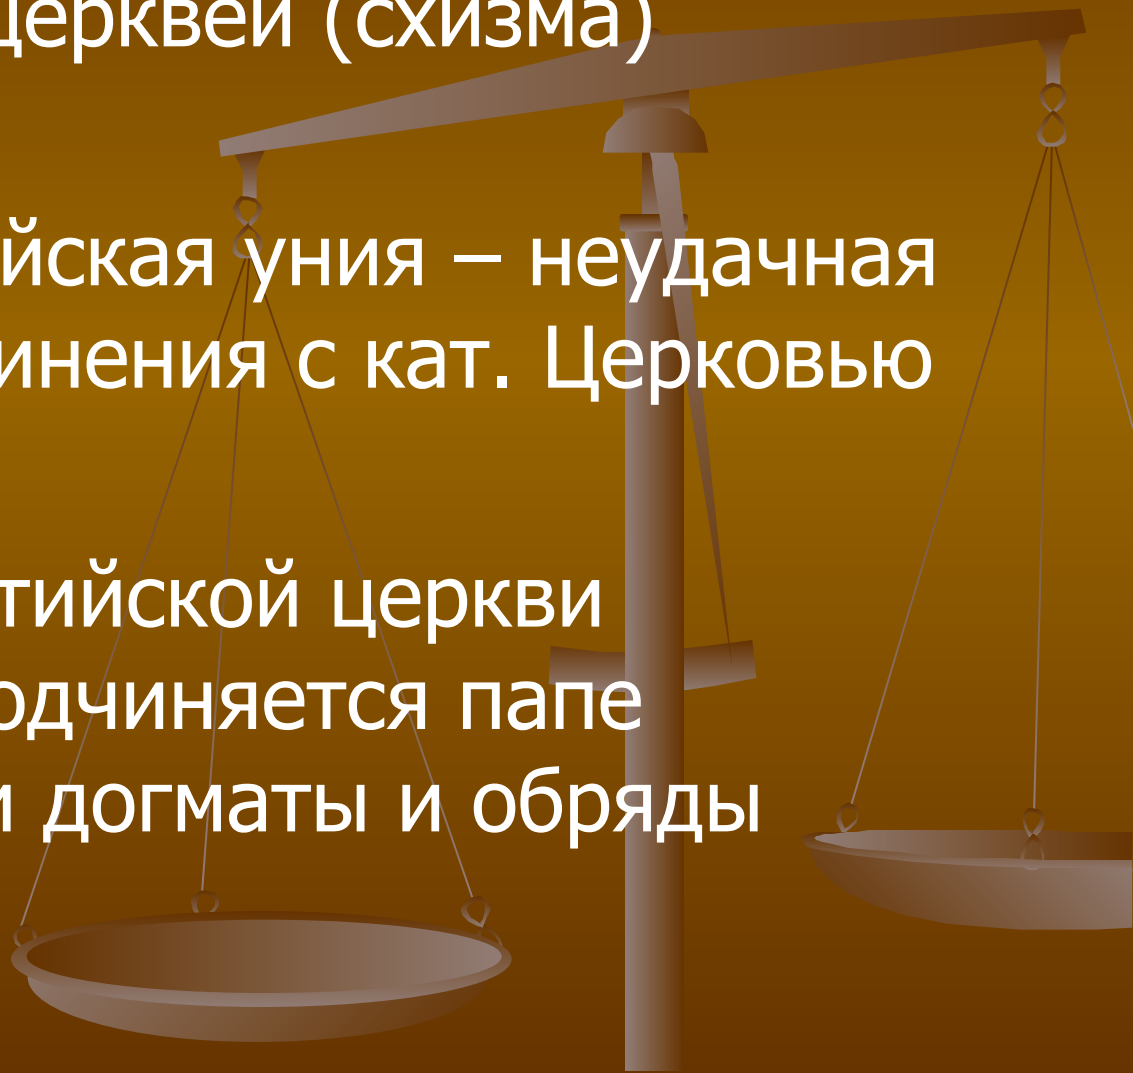 церквей (схизма)
йская уния – неудачная
инения с кат. Церковью
тийской церкви
одчиняется папе
и догматы и обряды